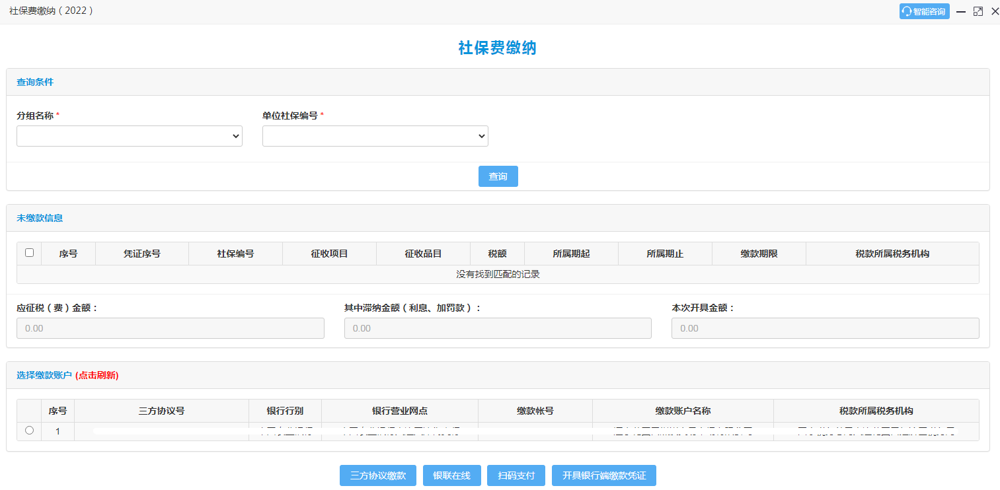 社保费缴纳（2022）
智能咨询
社保费缴纳
查询条件
分组名称 * 单位社保编号 *
查询
未缴款信息
序号 凭证序号 社保编号 征收项目 征收品目 税额 所属期起 所属期止 缴款期限 税款所属税务机构
没有找到匹配的记录
应征税（费）金额： 其中滞纳金额（利息、加罚款）： 本次开具金额：
0.00 0.00 0.00
选择缴款账户 (点击刷新)
序号 三方协议号 银行行别 银行营业网点 缴款帐号 缴款账户名称 税款所属税务机构
1
三方协议缴款 银联在线 扫码支付 开具银行端缴款凭证